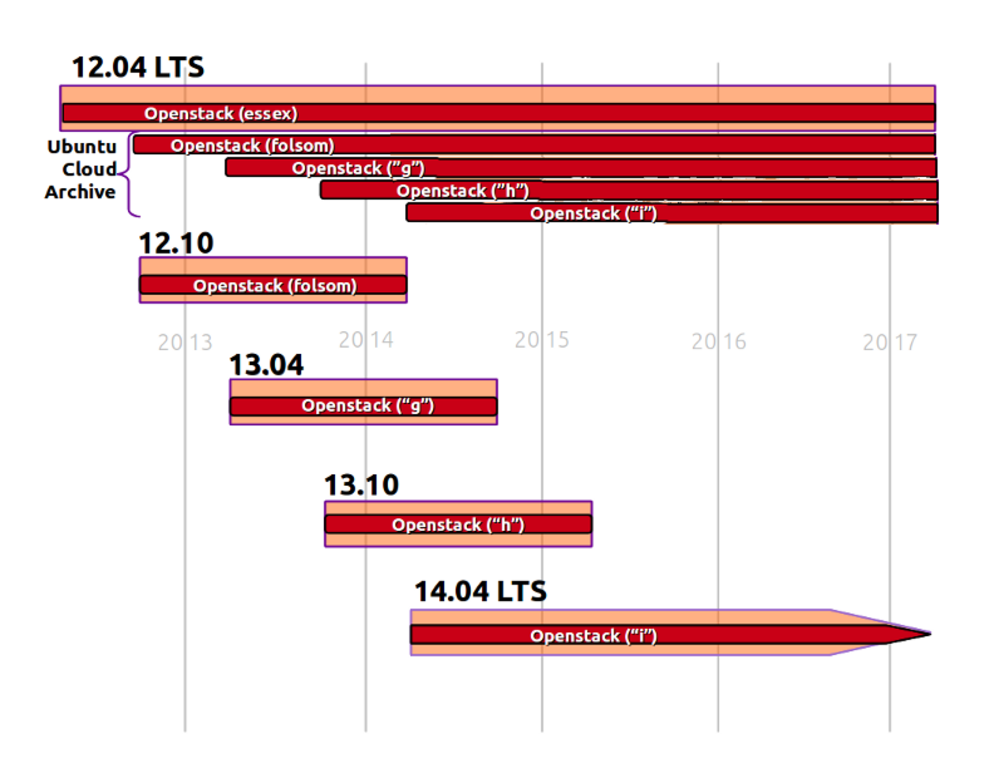 12.04 LTS
Openstack (essex)
Ubuntu
Cloud
Archive
Openstack (folsom)
Openstack (”g”)
Openstack (”h”)
Openstack (“i”)
12.10
Openstack (folsom)
2013 2014 2015 2016 2017
13.04
Openstack (“g”)
13.10
Openstack (“h”)
14.04 LTS
Openstack (“i”)